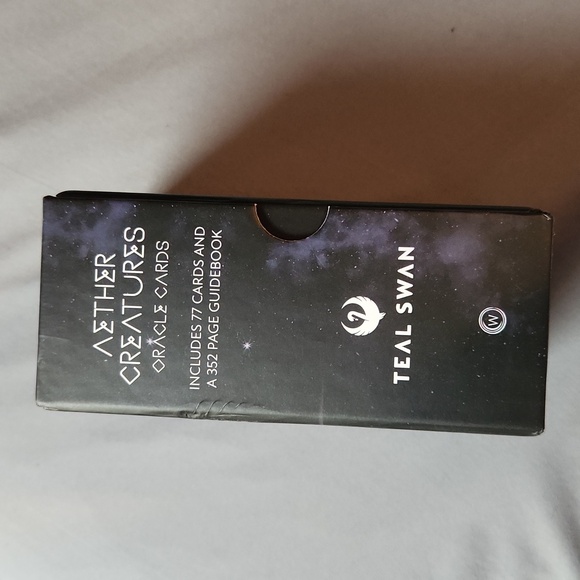 AETHER
CREATURES
ORACLE CARDS
INCLUDES 77 CARDS AND
A 352 PAGE GUIDEBOOK
TEAL SWAN
W